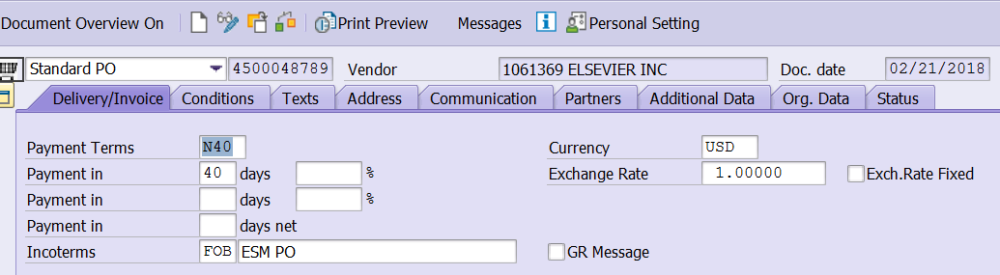 Document Overview On Print Preview Messages Personal Setting
Standard PO 4500048789 Vendor 1061369 ELSEVIER INC Doc. date 02/21/2018
Delivery/Invoice Conditions Texts Address Communication Partners Additional Data Org. Data Status
Payment Terms N40 Currency USD
Payment in 40 days % Exchange Rate 1.00000 Exch.Rate Fixed
Payment in days %
Payment in days net
Incoterms FOB ESM PO GR Message